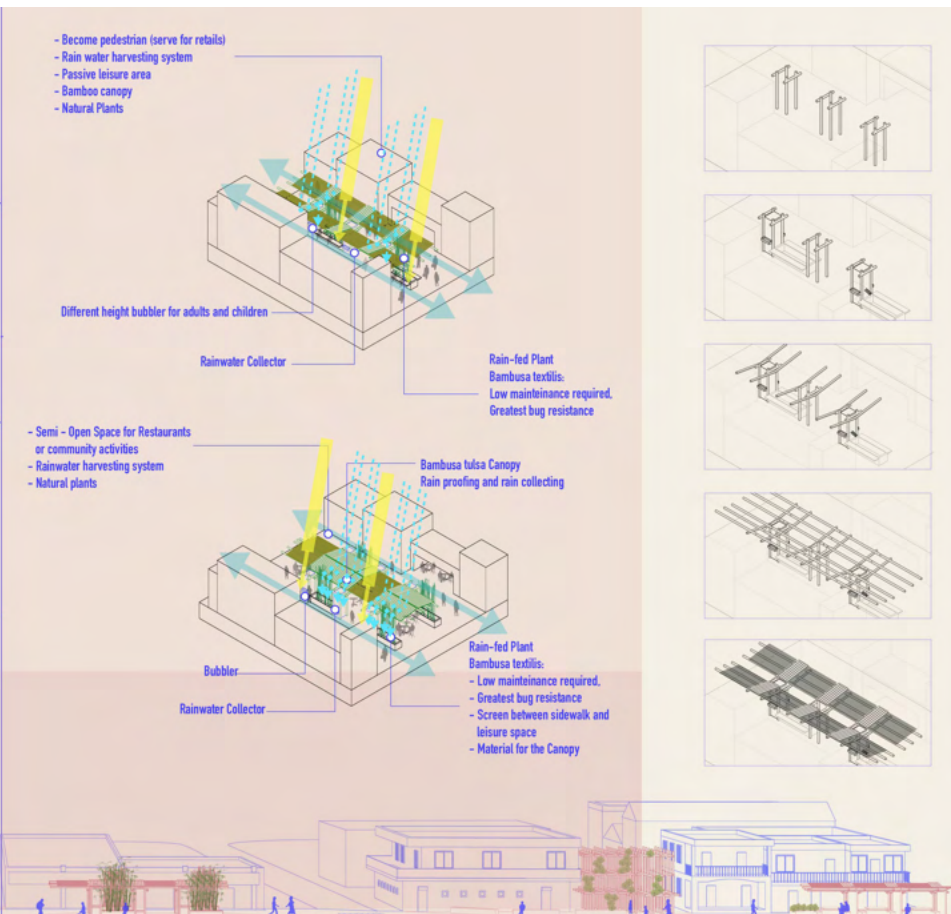 - Become pedestrian (serve for retails)
- Rain water harvesting system
- Passive leisure area
- Bamboo canopy
- Natural Plants
Different height bubbler for adults and children
Rainwater Collector
Rain-fed Plant
Bambusa textilis:
Low mainteinance required,
Greatest bug resistance
- Semi - Open Space for Restaurants
or community activities
- Rainwater harvesting system
- Natural plants
Bambusa tulsa Canopy
Rain proofing and rain collecting
Bubbler
Rainwater Collector
Rain-fed Plant
Bambusa textilis:
- Low mainteinance required,
- Greatest bug resistance
- Screen between sidewalk and
leisure space
- Material for the Canopy